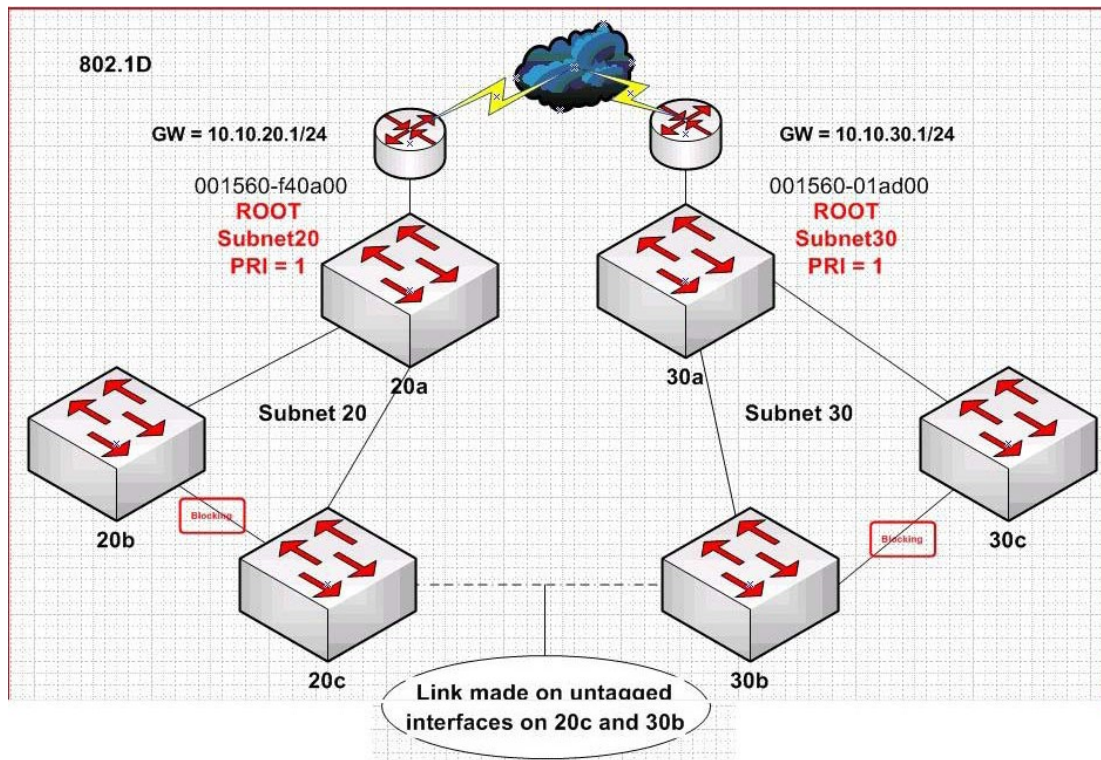 802.1D
GW = 10.10.20.1/24
GW = 10.10.30.1/24
001560-f40a00
ROOT
Subnet20
PRI = 1
001560-01ad00
ROOT
Subnet30
PRI = 1
20a
30a
Subnet 20
Subnet 30
Blocking
Blocking
20b
30c
20c
30b
Link made on untagged
interfaces on 20c and 30b